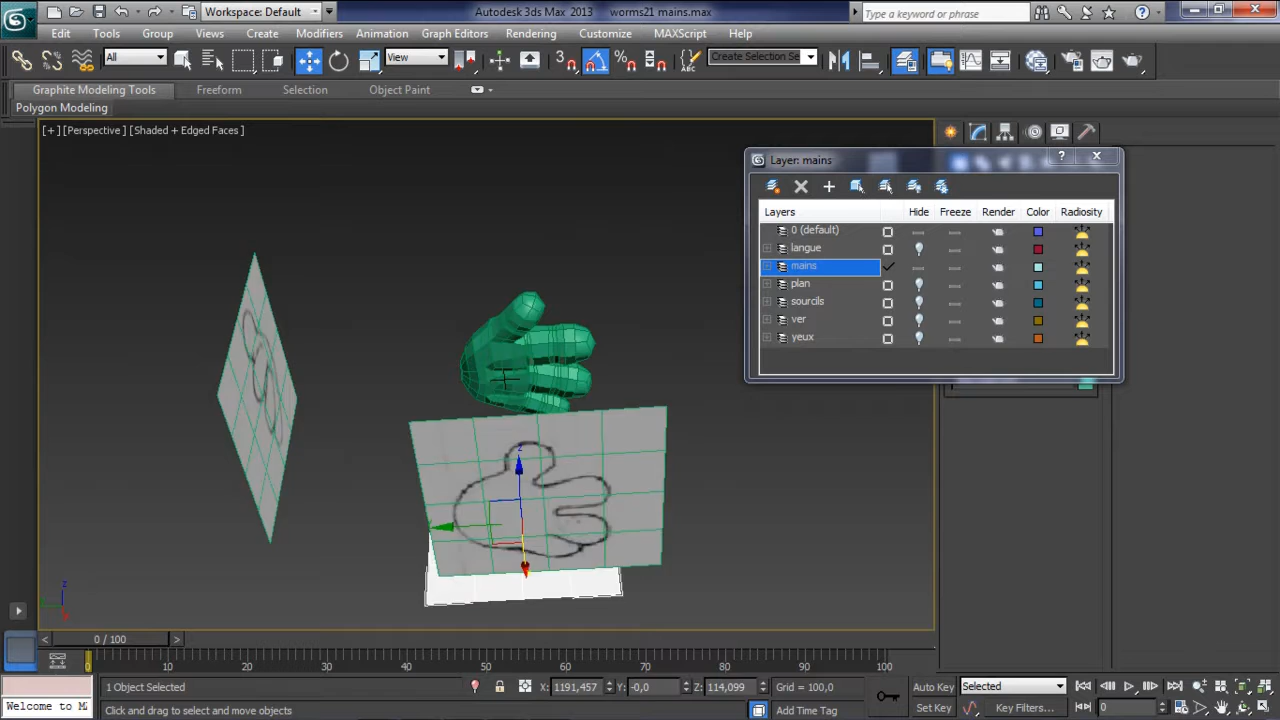 Workspace: Default
Autodesk 3ds Max 2013 worms21 mains.max
Type a keyword or phrase
Edit Tools Group Views Create Modifiers Animation Graph Editors Rendering Customize MAXScript Help
All
View
3
Create Selection Se
Graphite Modeling Tools Freeform Selection Object Paint
Polygon Modeling
[+] [Perspective] [Shaded + Edged Faces]
Layer: mains
Layers Hide Freeze Render Color Radiosity
0 (default)
langue
mains
plan
sourcils
ver
yeux
z
z
0 / 100
0 10 20 30 40 50 60 70 80 90 100
1 Object Selected
X: 1191,457 Y: -0,0 Z: 114,099 Grid = 100,0
Auto Key Selected
Welcome to M
Click and drag to select and move objects
Add Time Tag
Set Key Key Filters... 0